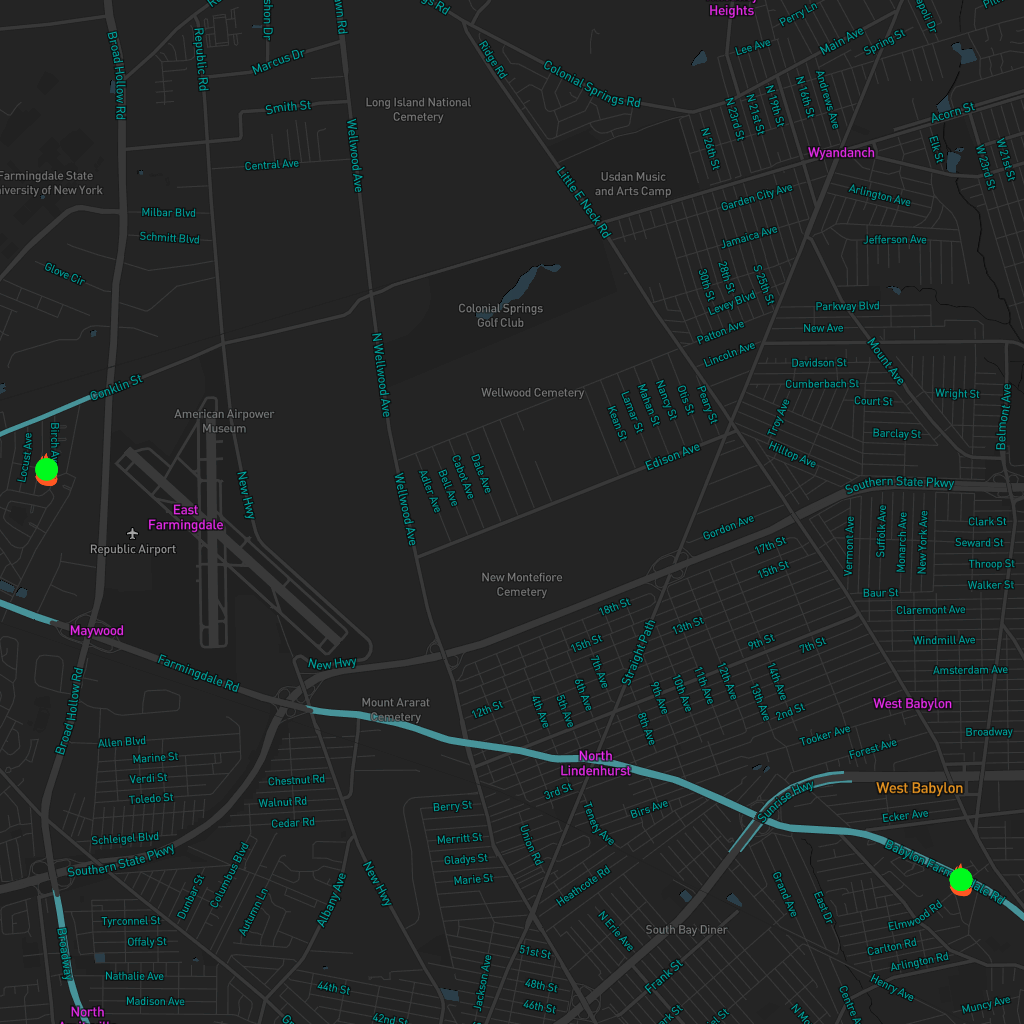 Heights
Perry Ln
Main Ave
Spring St
Lee Ave
Broad Hollow Rd
Republic Rd
Marcus Dr
Smith St
Central Ave
Ridge Rd
Colonial Springs Rd
Long Island National
Cemetery
Wellwood Ave
N 23rd St
N 21st St
N 19th St
N 16th St
Andrews Ave
N 26th St
Acorn St
Elk St
W 23rd St
W 21st St
Wyandanch
Farmingdale State
Usdan Music
and Arts Camp
Little E Neck Rd
Garden City Ave
Arlington Ave
Jamaica Ave
Jefferson Ave
Milbar Blvd
Schmitt Blvd
Glove Cir
30th St
28th St
S 25th St
Levey Blvd
Patton Ave
Lincoln Ave
Parkway Blvd
New Ave
Mount Ave
Davidson St
Cumberbach St
Court St
Wright St
Barclay St
Belmont Ave
Colonial Springs
Golf Club
N Wellwood Ave
Conklin St
American Airpower
Museum
Wellwood Cemetery
Kean St
Lamar St
Mahan St
Nancy St
Otis St
Peary St
Troy Ave
Hilltop Ave
Edison Ave
Locust Ave
Adler Ave
Bell Ave
Cabot Ave
Dale Ave
Wellwood Ave
New Hwy
East
Farmingdale
Republic Airport
Southern State Pkwy
Gordon Ave
17th St
15th St
Vermont Ave
Suffolk Ave
Monarch Ave
New York Ave
Clark St
Seward St
Throop St
Walker St
Baur St
Claremont Ave
Windmill Ave
Amsterdam Ave
New Montefiore
Cemetery
18th St
15th St
13th St
Straight Path
9th St
7th St
7th Ave
6th Ave
5th Ave
4th Ave
12th St
9th Ave
10th Ave
11th Ave
12th Ave
13th Ave
14th Ave
2nd St
8th Ave
Maywood
Farmingdale Rd
New Hwy
Mount Ararat
Cemetery
Broad Hollow Rd
West Babylon
Broadway
Tooker Ave
Forest Ave
Allen Blvd
Marine St
Verdi St
Toledo St
Chestnut Rd
Walnut Rd
Cedar Rd
Schleigel Blvd
Southern State Pkwy
North
Lindenhurst
3rd St
Berry St
Merritt St
Gladys St
Marie St
Union Rd
Tenety Ave
Birs Ave
Heathcote Rd
Sunrise Hwy
West Babylon
Ecker Ave
Grand Ave
East Dr
Elmwood Rd
Carlton Rd
Arlington Rd
Henry Ave
Muncy Ave
Dunbar St
Columbus Blvd
Autumn Ln
Albany Ave
New Hwy
Tyrconnel St
Offaly St
Nathalie Ave
Madison Ave
Broadway
North
44th St
42nd St
Jackson Ave
51st St
48th St
46th St
N Erie Ave
South Bay Diner
Frank St